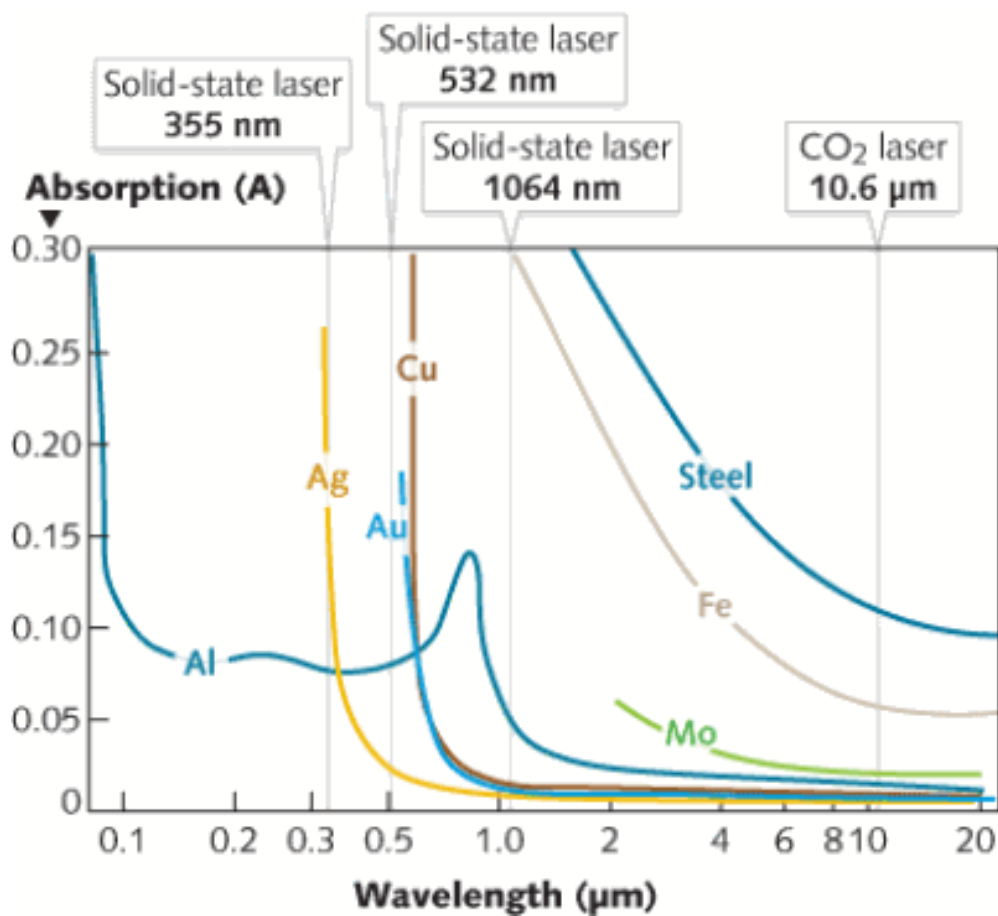 Solid-state laser
532 nm
Solid-state laser
355 nm
Solid-state laser
1064 nm
CO₂ laser
10.6 µm
Absorption (A)
0.30
0.25
0.20
0.15
0.10
0.05
0
Cu
Ag
Au
Steel
Fe
Al
Mo
0.1 0.2 0.3 0.5 1.0 2 4 6 8 10 20
Wavelength (µm)